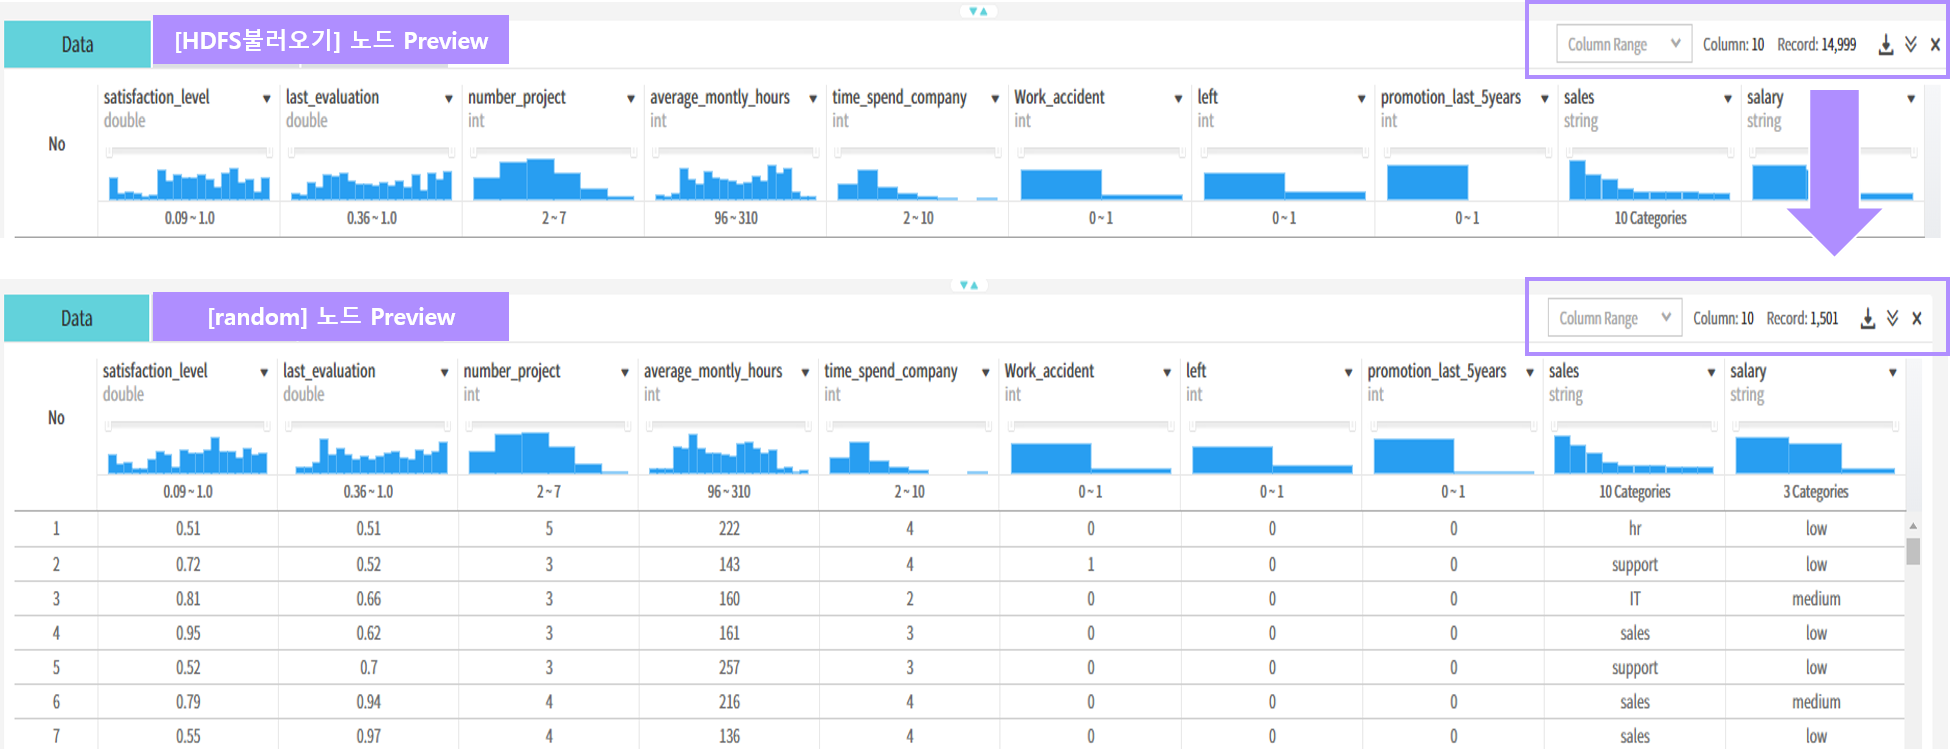 Data [HDFS불러오기] 노드 Preview Column Range Column: 10 Record: 14,999
No satisfaction_level last_evaluation number_project average_montly_hours time_spend_company Work_accident left promotion_last_5years sales salary
double double int int int int int int string string
0.09 ~ 1.0 0.36 ~ 1.0 2 ~ 7 96 ~ 310 2 ~ 10 0 ~ 1 0 ~ 1 0 ~ 1 10 Categories
Data [random] 노드 Preview Column Range Column: 10 Record: 1,501
No satisfaction_level last_evaluation number_project average_montly_hours time_spend_company Work_accident left promotion_last_5years sales salary
double double int int int int int int string string
0.09 ~ 1.0 0.36 ~ 1.0 2 ~ 7 96 ~ 310 2 ~ 10 0 ~ 1 0 ~ 1 0 ~ 1 10 Categories 3 Categories
1 0.51 0.51 5 222 4 0 0 0 hr low
2 0.72 0.52 3 143 4 1 0 0 support low
3 0.81 0.66 3 160 2 0 0 0 IT medium
4 0.95 0.62 3 161 3 0 0 0 sales low
5 0.52 0.7 3 257 3 0 0 0 support low
6 0.79 0.94 4 216 4 0 0 0 sales medium
7 0.55 0.97 4 136 4 0 0 0 sales low